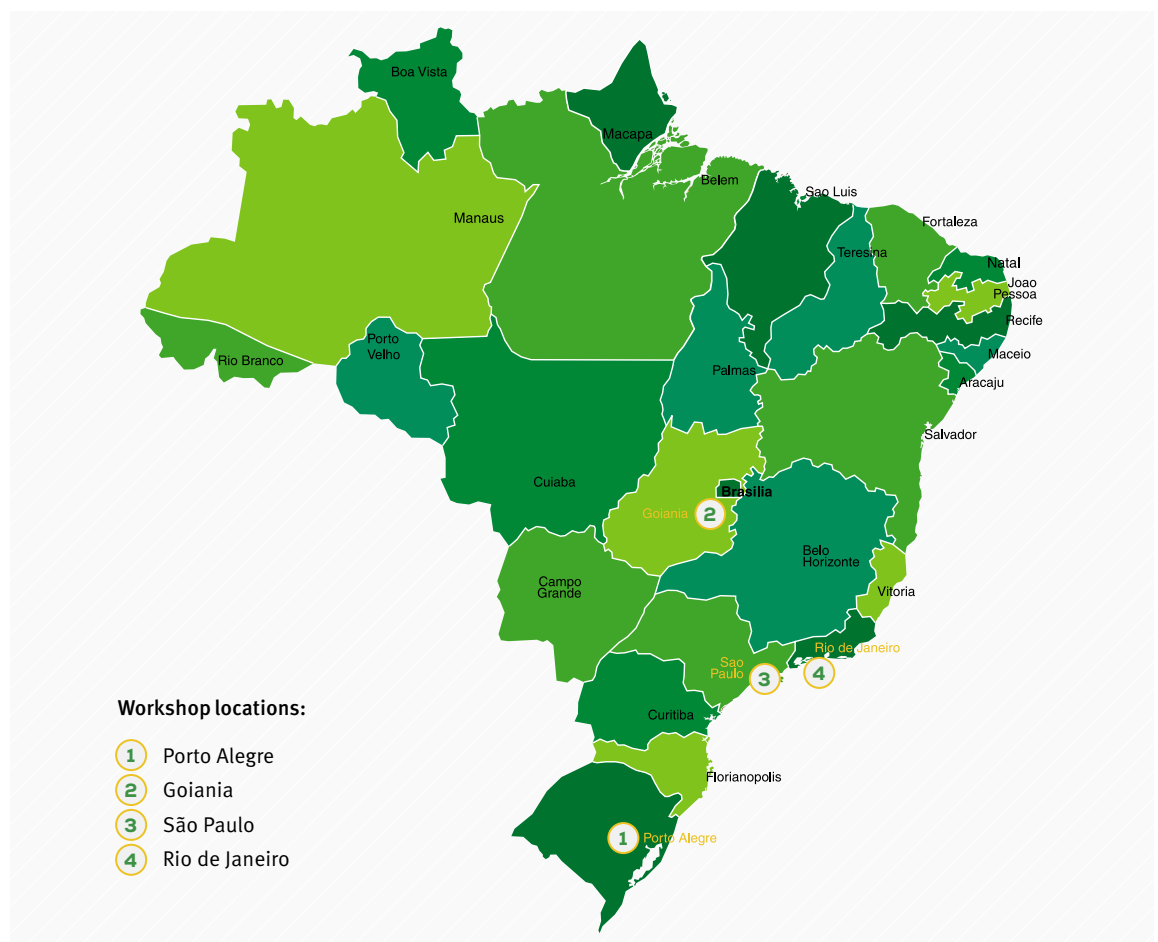 Boa Vista
Macapa
Belem
Sao Luis
Manaus
Fortaleza
Teresina
Natal
Joao
Pessoa
Recife
Porto
Velho
Rio Branco
Maceio
Palmas
Aracaju
Salvador
Cuiaba
Brasilia
Goiania
2
Belo
Horizonte
Campo
Grande
Vitoria
Rio de Janeiro
Sao
Paulo
3
4
Curitiba
Florianopolis
1
Porto Alegre
Workshop locations:
1 Porto Alegre
2 Goiania
3 São Paulo
4 Rio de Janeiro